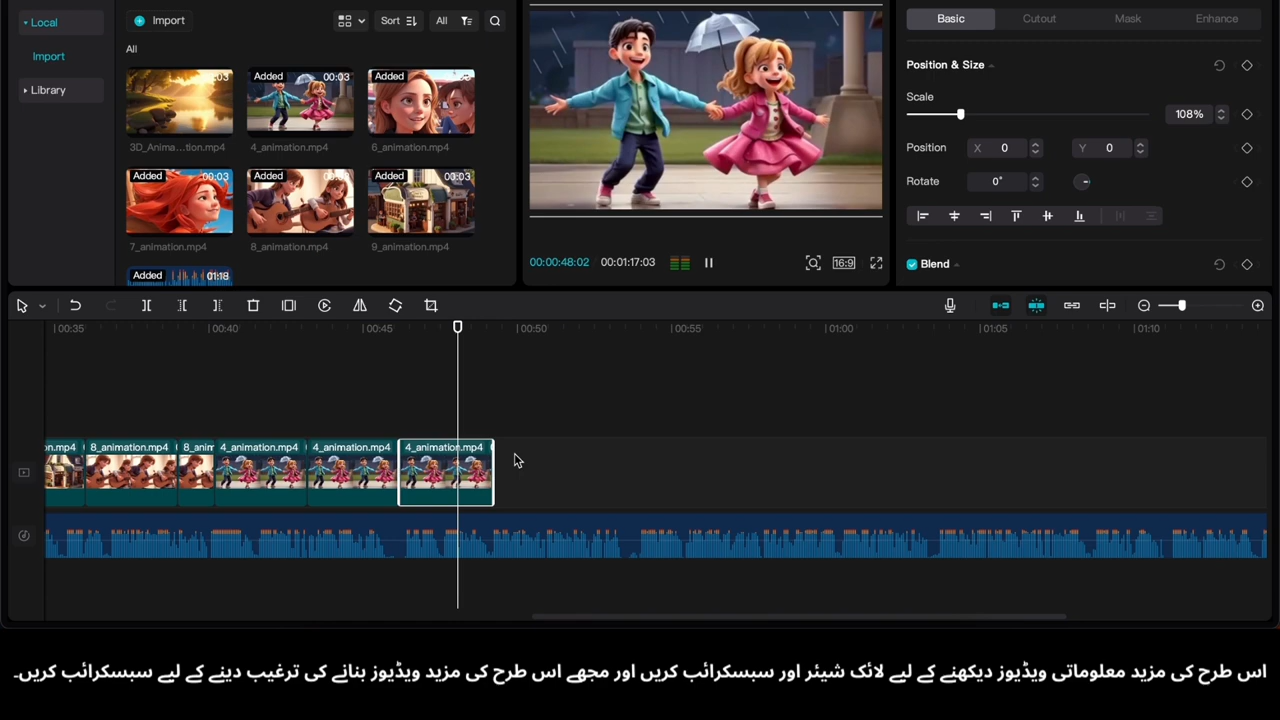 Local
Import
Library
Import
Sort
All
All
Added
00:03
Added
00:03
3D_Anima...tion.mp4
4_animation.mp4
6_animation.mp4
Added
00:03
Added
Added
00:03
7_animation.mp4
8_animation.mp4
9_animation.mp4
Added
01:18
00:00:48:02
00:01:17:03
16:9
Basic
Cutout
Mask
Enhance
Position & Size
Scale
108%
Position
X 0
Y 0
Rotate
0°
Blend
00:35
00:40
00:45
00:50
00:55
01:00
01:05
01:10
on.mp4
8_animation.mp4
8_anim
4_animation.mp4
4_animation.mp4
4_animation.mp4
اس طرح کی مزید معلوماتی ویڈیوز دیکھنے کے لیے لائک شیئر اور سبسکرائب کریں اور مجھے اس طرح کی مزید ویڈیوز بنانے کی ترغیب دینے کے لیے سبسکرائب کریں۔